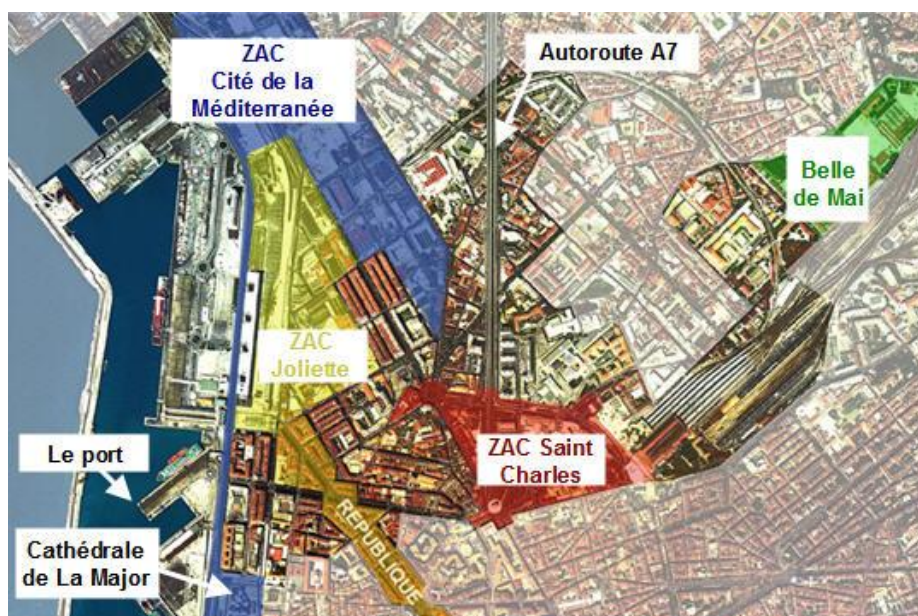 ZAC
Cité de la
Méditerranée
Autoroute A7
Belle
de Mai
ZAC
Joliette
ZAC Saint
Charles
Le port
REPUBLIQUE
Cathédrale
de La Major